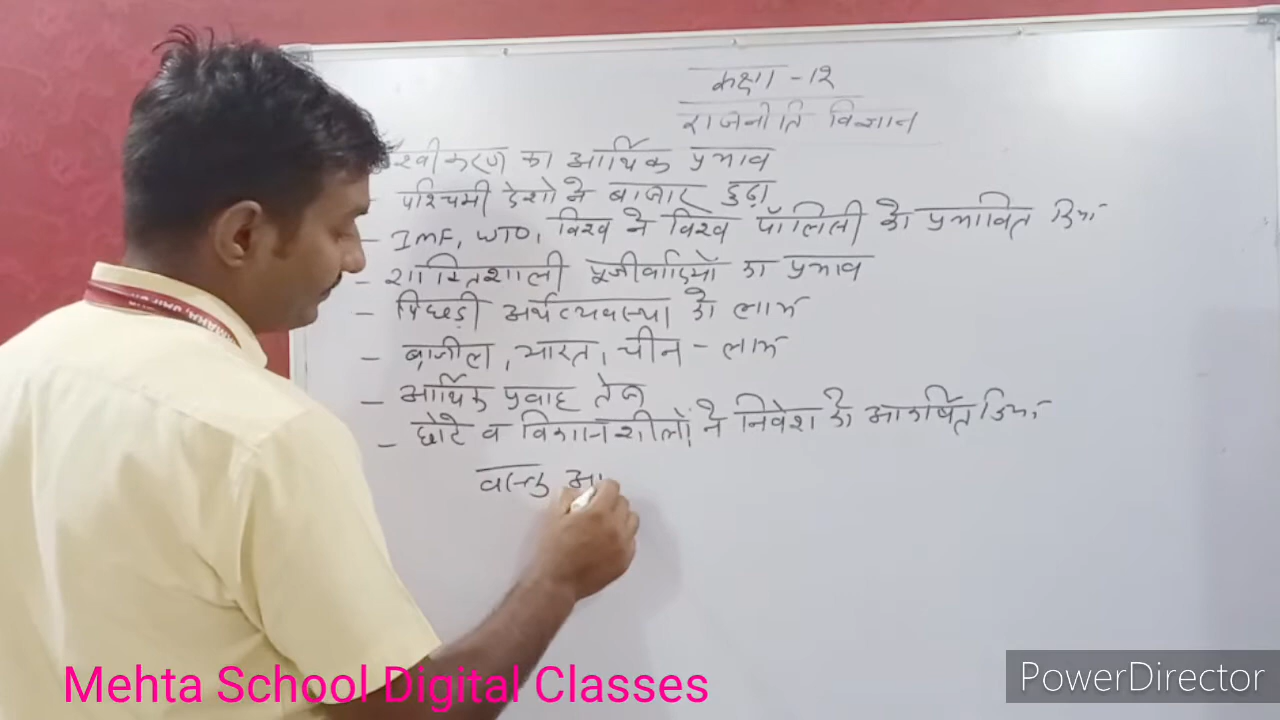 कक्षा - 12
राजनीति विज्ञान
वैश्वीकरण का आर्थिक प्रभाव
पश्चिमी देशो ने बाजार ढुढ़ा
- IMF, WTO, विश्व ने विश्व पॉलिसी को प्रभावित किया
- शक्तिशाली पूजीवादियों का प्रभाव
- पिछड़ी अर्थव्यवस्था को लाभ
- ब्राजील, भारत, चीन - लाभ
- आर्थिक प्रवाह तेज
- छोटे व विकासशीलों ने निवेश को आकर्षित किया
वस्तु
Mehta School Digital Classes
PowerDirector